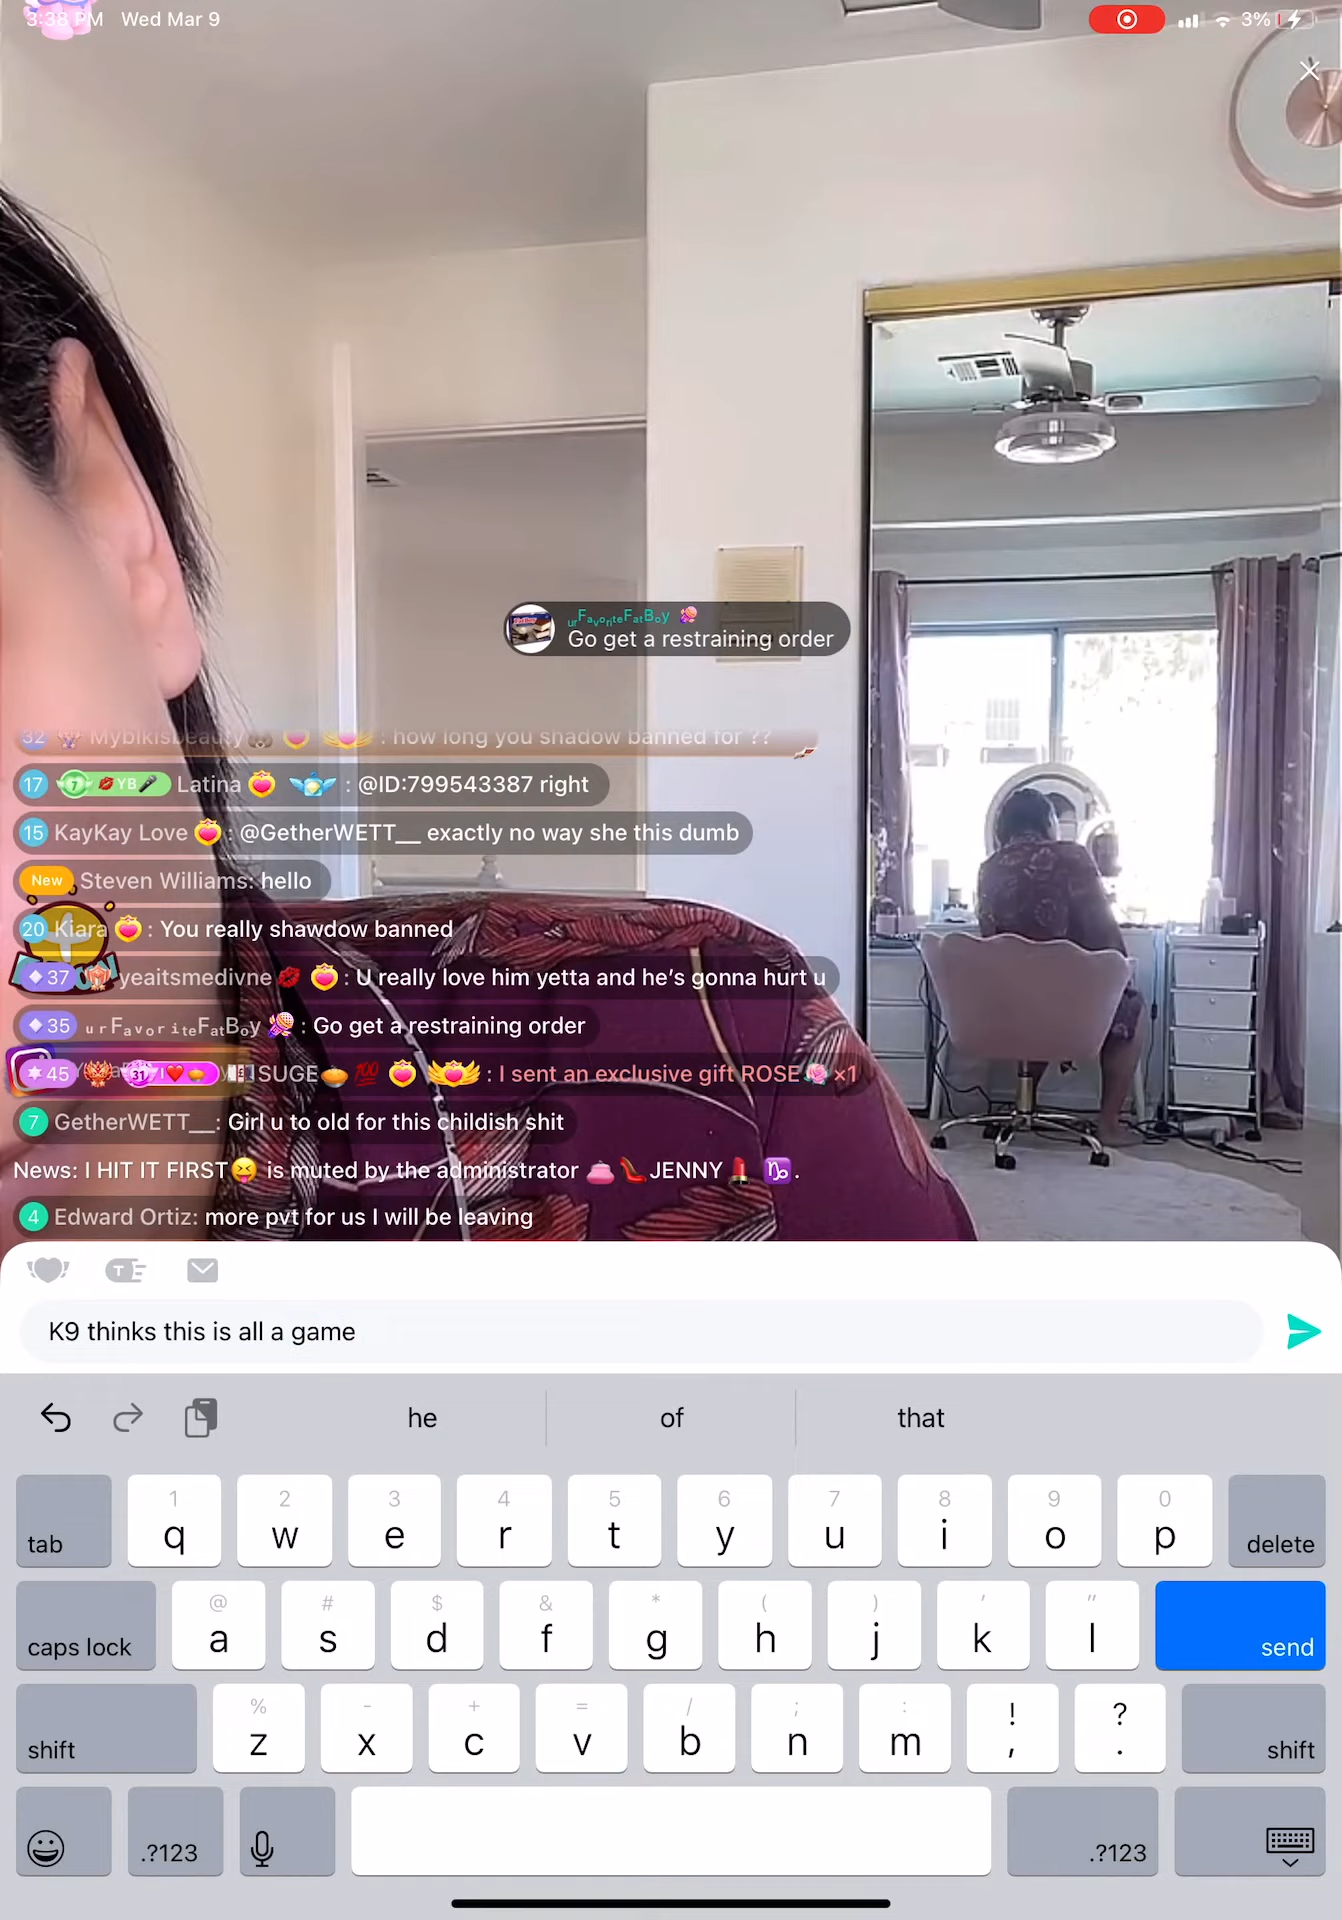 3:38 PM Wed Mar 9
3%
urFavoriteFatBoy
Go get a restraining order
32 Mybikisbeauty : how long you shadow banned for ??
17 7 YB Latina : @ID:799543387 right
15 KayKay Love : @GetherWETT__ exactly no way she this dumb
New Steven Williams: hello
20 Kiara : You really shawdow banned
37 yeaitsmedivne : U really love him yetta and he's gonna hurt u
35 urFavoriteFatBoy : Go get a restraining order
45 31 I SUGE 💯 : I sent an exclusive gift ROSE🌹×1
7 GetherWETT__: Girl u to old for this childish shit
News: I HIT IT FIRST😝 is muted by the administrator 👛👠JENNY💄 ♑.
4 Edward Ortiz: more pvt for us I will be leaving
K9 thinks this is all a game
he of that
1 2 3 4 5 6 7 8 9 0
tab q w e r t y u i o p delete
@ # $ & * ( ) ' "
caps lock a s d f g h j k l send
% - + = / ; : ! ?
shift z x c v b n m , . shift
.?123 .?123